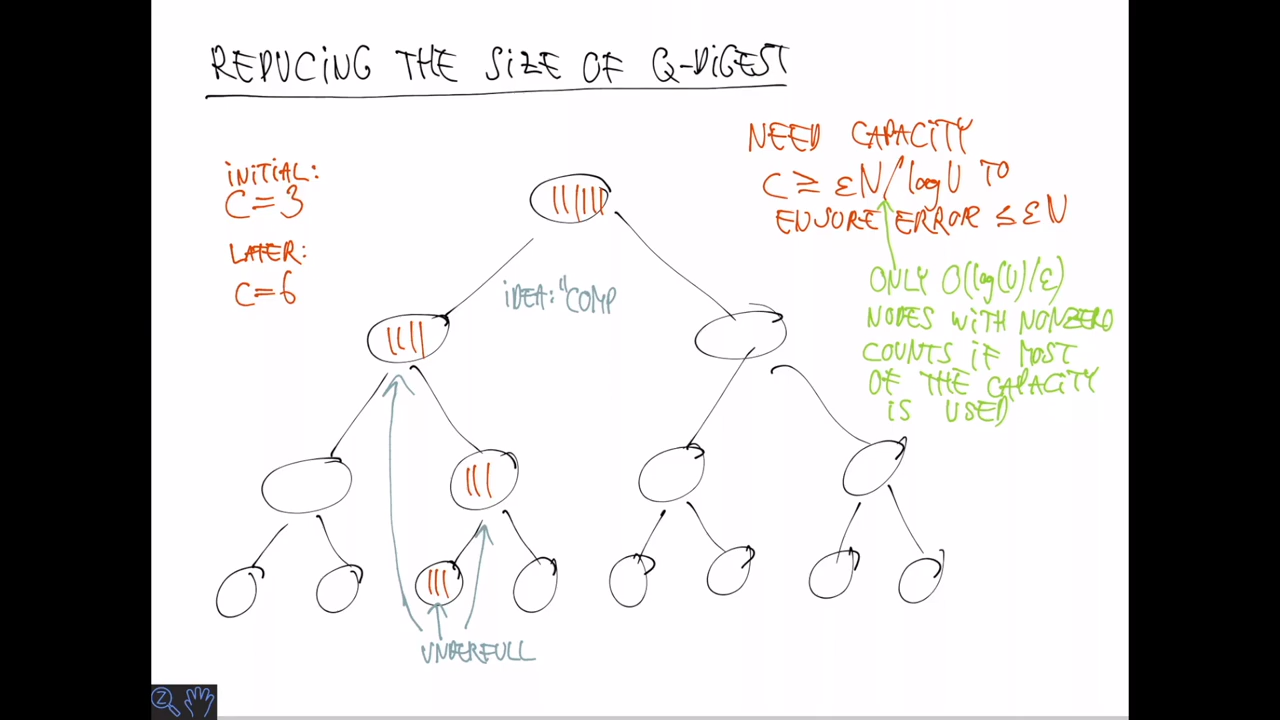 REDUCING THE SIZE OF Q-DIGEST
INITIAL:
C=3
LATER:
C=6
NEED CAPACITY
C ≥ εN/logU TO
ENSURE ERROR ≤ εN
ONLY O(log(U)/ε)
NODES WITH NONZERO
COUNTS IF MOST
OF THE CAPACITY
IS USED
IDEA: "COMP
UNDERFULL
Z